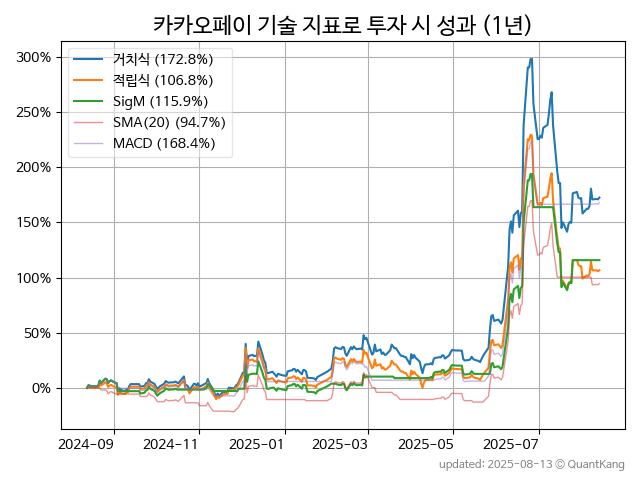 카카오페이 기술 지표로 투자 시 성과 (1년)
거치식 (172.8%)
적립식 (106.8%)
SigM (115.9%)
SMA(20) (94.7%)
MACD (168.4%)
300%
250%
200%
150%
100%
50%
0%
2024-09 2024-11 2025-01 2025-03 2025-05 2025-07
updated: 2025-08-13 © QuantKang